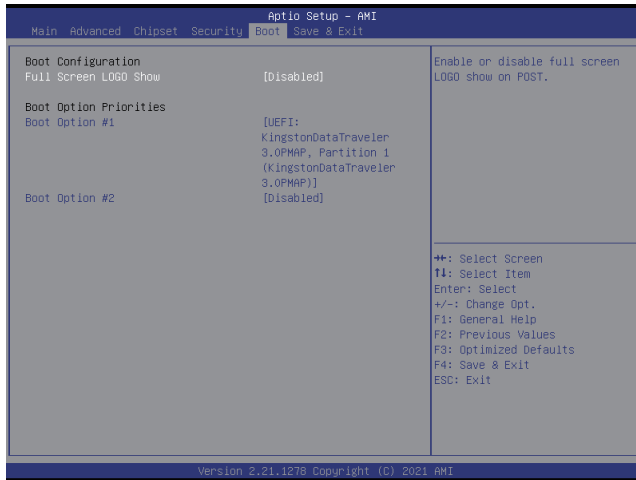 Aptio Setup – AMI
Main Advanced Chipset Security Boot Save & Exit
Boot Configuration
Full Screen LOGO Show [Disabled]
Boot Option Priorities
Boot Option #1 [UEFI:
KingstonDataTraveler
3.0PMAP, Partition 1
(KingstonDataTraveler
3.0PMAP)]
Boot Option #2 [Disabled]
Enable or disable full screen
LOGO show on POST.
→←: Select Screen
↑↓: Select Item
Enter: Select
+/-: Change Opt.
F1: General Help
F2: Previous Values
F3: Optimized Defaults
F4: Save & Exit
ESC: Exit
Version 2.21.1278 Copyright (C) 2021 AMI